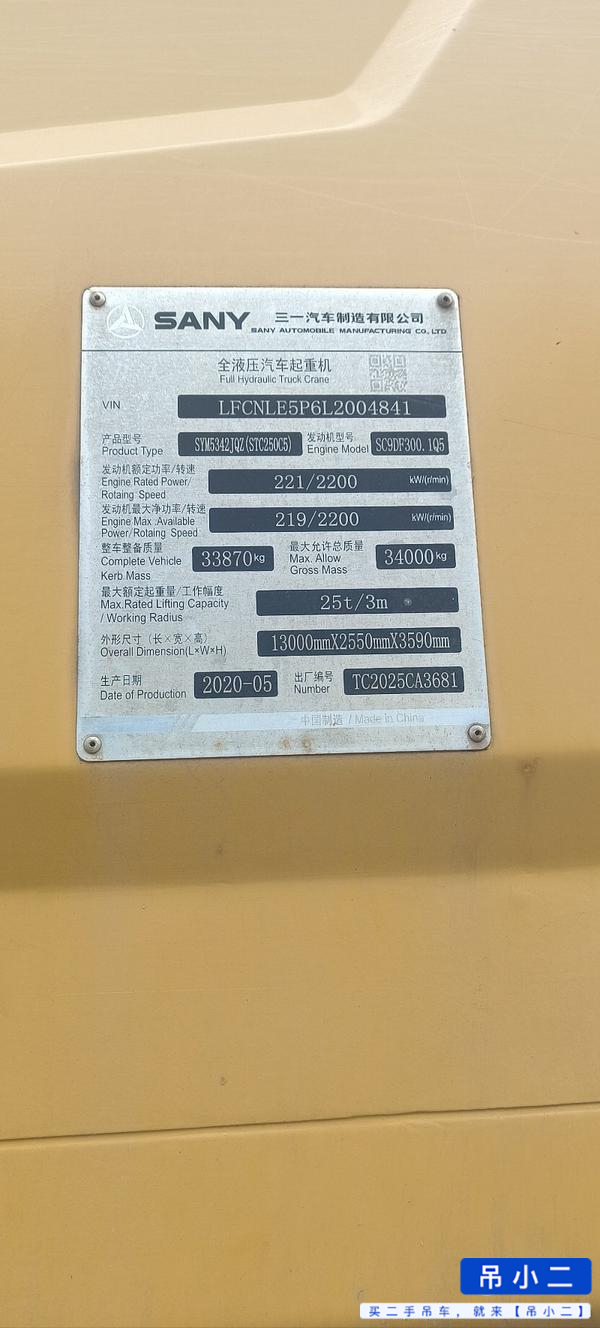 SANY 三一汽车制造有限公司
SANY AUTOMOBILE MANUFACTURING CO., LTD
全液压汽车起重机
Full Hydraulic Truck Crane
VIN LFCNLE5P6L2004841
产品型号 Product Type SYM5342JQZ(STC250C5) 发动机型号 Engine Model SC9DF300.1Q5
发动机额定功率/转速
Engine Rated Power/ 221/2200 kW/(r/min)
Rotaing Speed
发动机最大净功率/转速
Engine Max .Available 219/2200 kW/(r/min)
Power/Rotaing Speed
整车整备质量 最大允许总质量
Complete Vehicle 33870kg Max. Allow 34000kg
Kerb Mass Gross Mass
最大额定起重量/工作幅度
Max.Rated Lifting Capacity 25t/3m
/ Working Radius
外形尺寸（长×宽×高）
Overall Dimension(L×W×H) 13000mmX2550mmX3590mm
生产日期 出厂编号
Date of Production 2020-05 Number TC2025CA3681
中国制造 / Made in China
吊小二
买二手吊车，就来【吊小二】